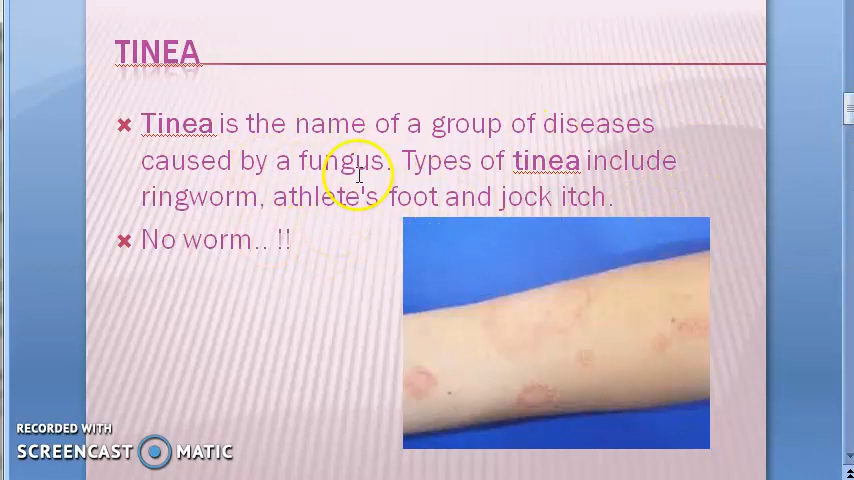 TINEA
Tinea is the name of a group of diseases
caused by a fungus. Types of tinea include
ringworm, athlete's foot and jock itch.
No worm.. !!
RECORDED WITH
SCREENCAST MATIC